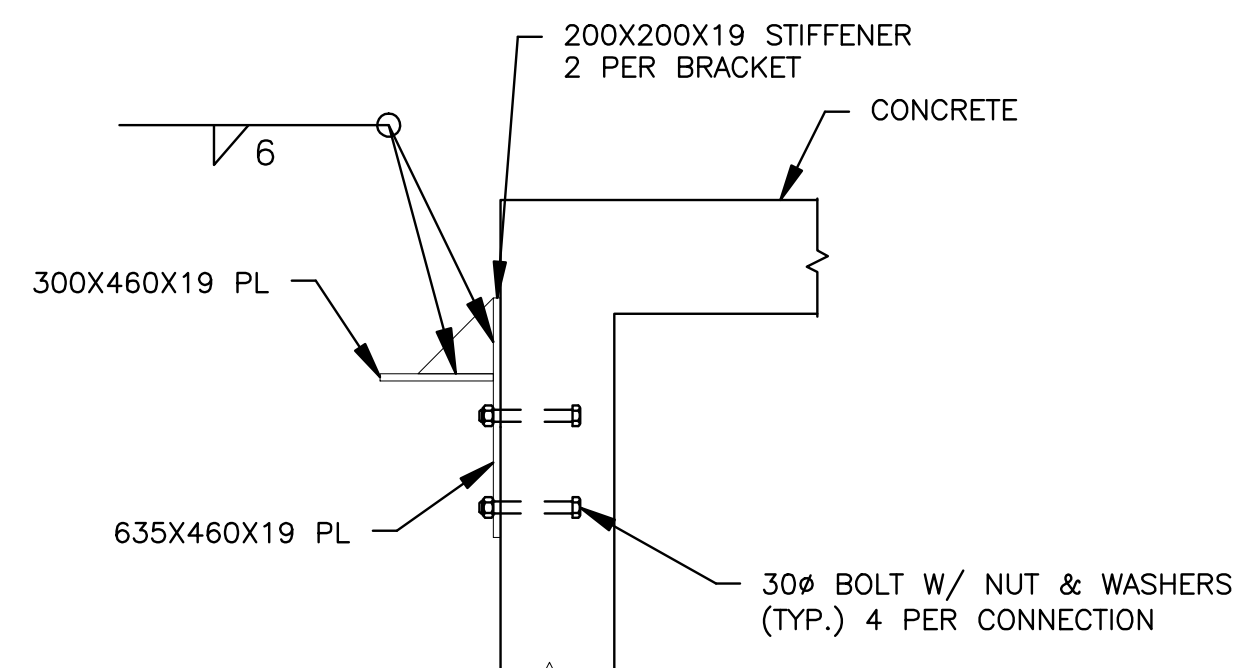 200X200X19 STIFFENER
2 PER BRACKET
CONCRETE
6
300X460X19 PL
635X460X19 PL
30ø BOLT W/ NUT & WASHERS
(TYP.) 4 PER CONNECTION